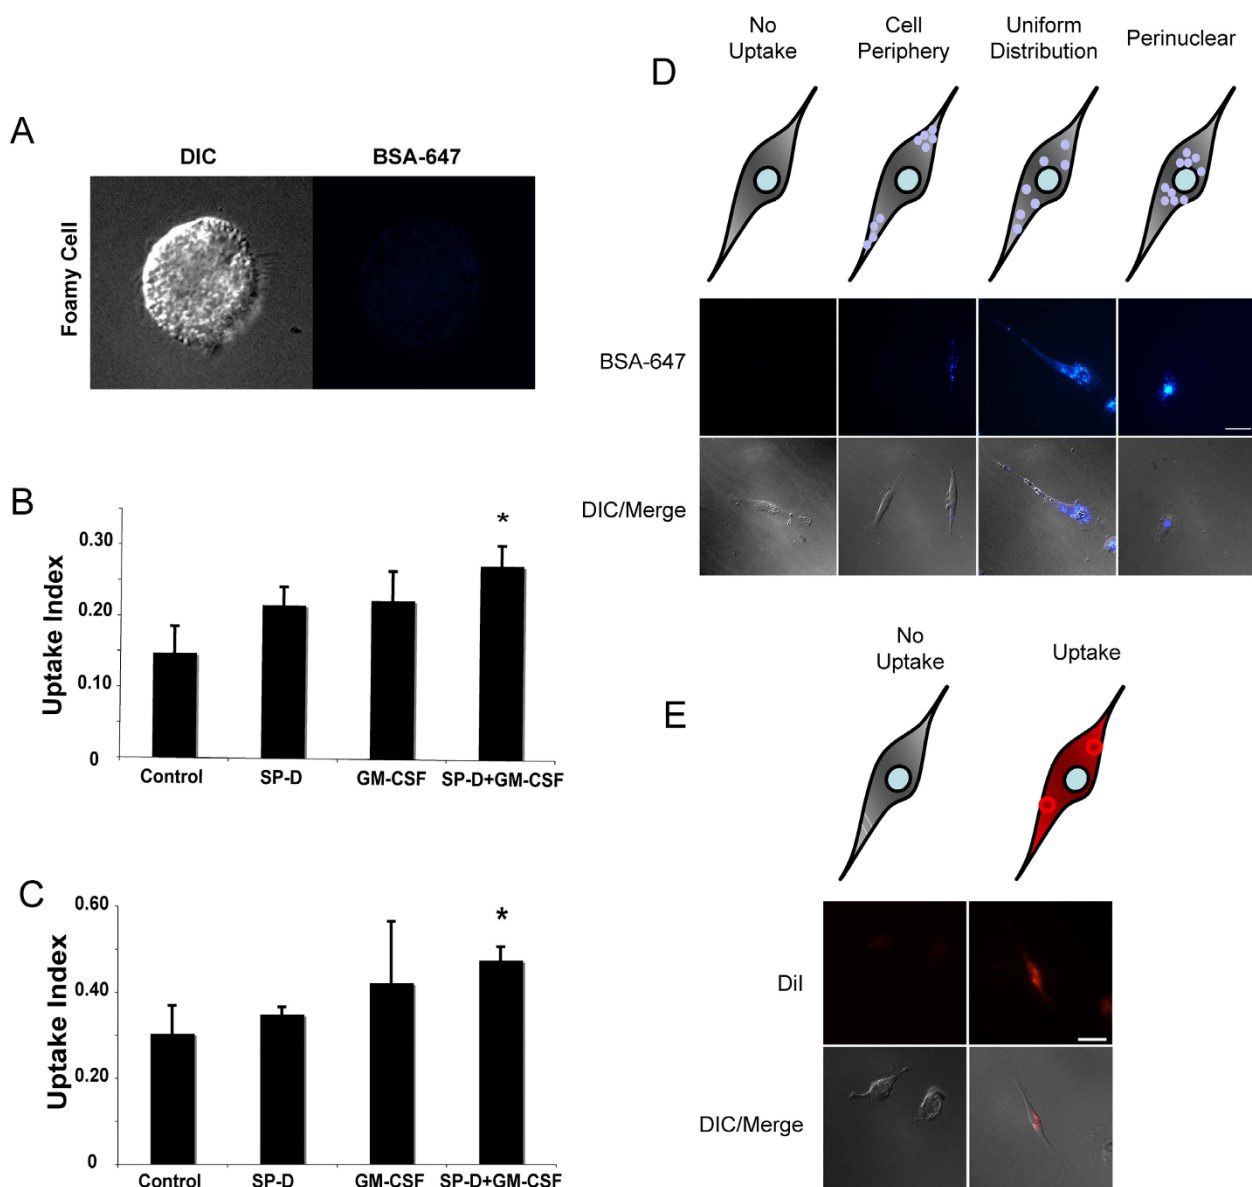 A
DIC
BSA-647
Foamy Cell
B
Uptake Index
0.30
0.20
0.10
0
*
Control
SP-D
GM-CSF
SP-D+GM-CSF
C
Uptake Index
0.60
0.40
0.20
0
*
Control
SP-D
GM-CSF
SP-D+GM-CSF
D
No
Uptake
Cell
Periphery
Uniform
Distribution
Perinuclear
BSA-647
DIC/Merge
E
No
Uptake
Uptake
DiI
DIC/Merge